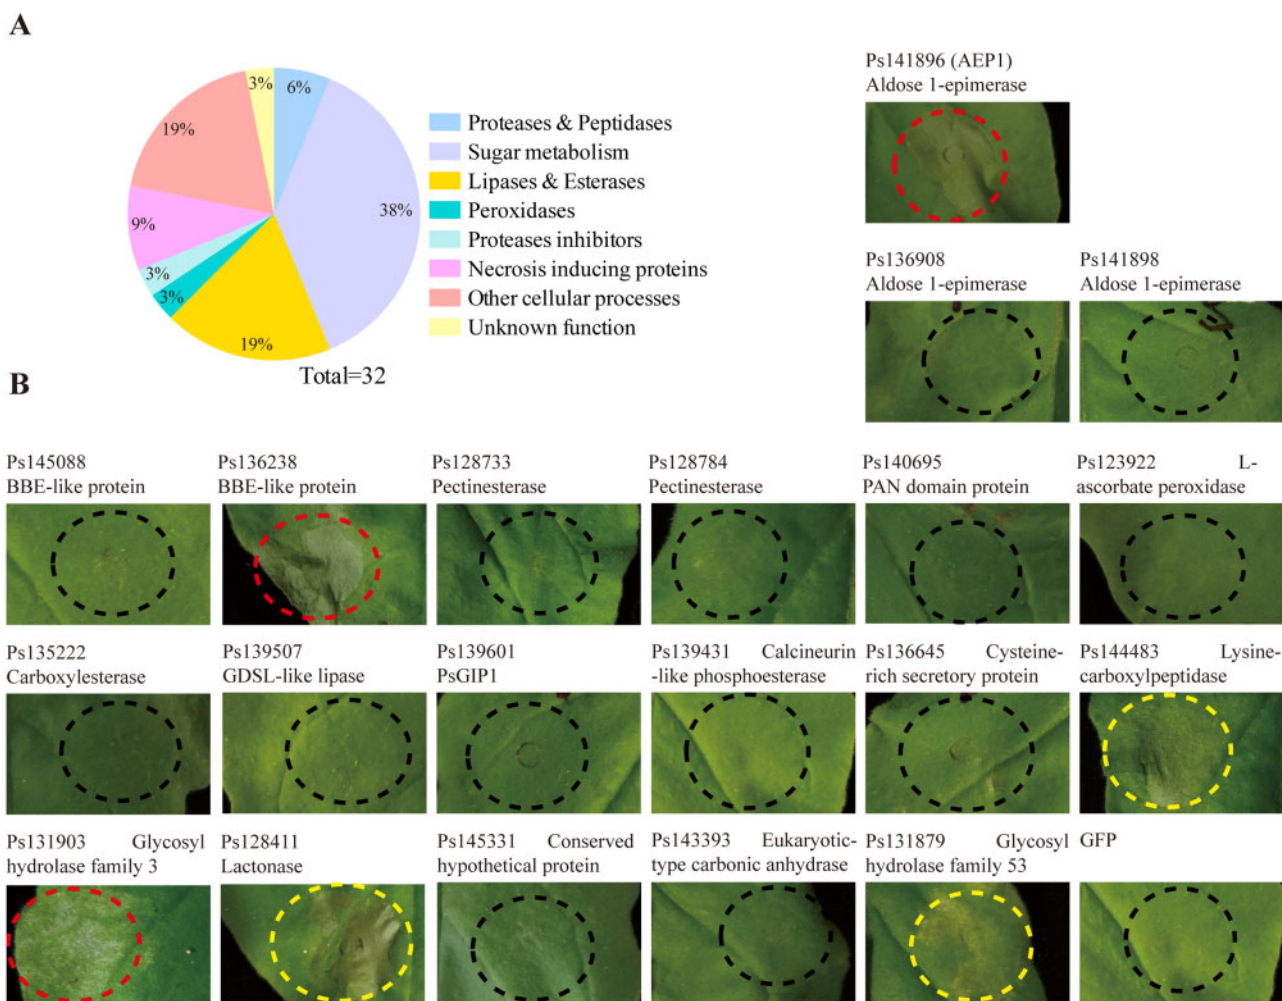 A
3%
6%
19%
38%
9%
3%
3%
19%
Total=32
Proteases & Peptidases
Sugar metabolism
Lipases & Esterases
Peroxidases
Proteases inhibitors
Necrosis inducing proteins
Other cellular processes
Unknown function
Ps141896 (AEP1)
Aldose 1-epimerase
Ps136908
Aldose 1-epimerase
Ps141898
Aldose 1-epimerase
B
Ps145088
BBE-like protein
Ps136238
BBE-like protein
Ps128733
Pectinesterase
Ps128784
Pectinesterase
Ps140695
PAN domain protein
Ps123922 L-
ascorbate peroxidase
Ps135222
Carboxylesterase
Ps139507
GDSL-like lipase
Ps139601
PsGIP1
Ps139431 Calcineurin
-like phosphoesterase
Ps136645 Cysteine-
rich secretory protein
Ps144483 Lysine-
carboxylpeptidase
Ps131903 Glycosyl
hydrolase family 3
Ps128411
Lactonase
Ps145331 Conserved
hypothetical protein
Ps143393 Eukaryotic-
type carbonic anhydrase
Ps131879 Glycosyl
hydrolase family 53
GFP